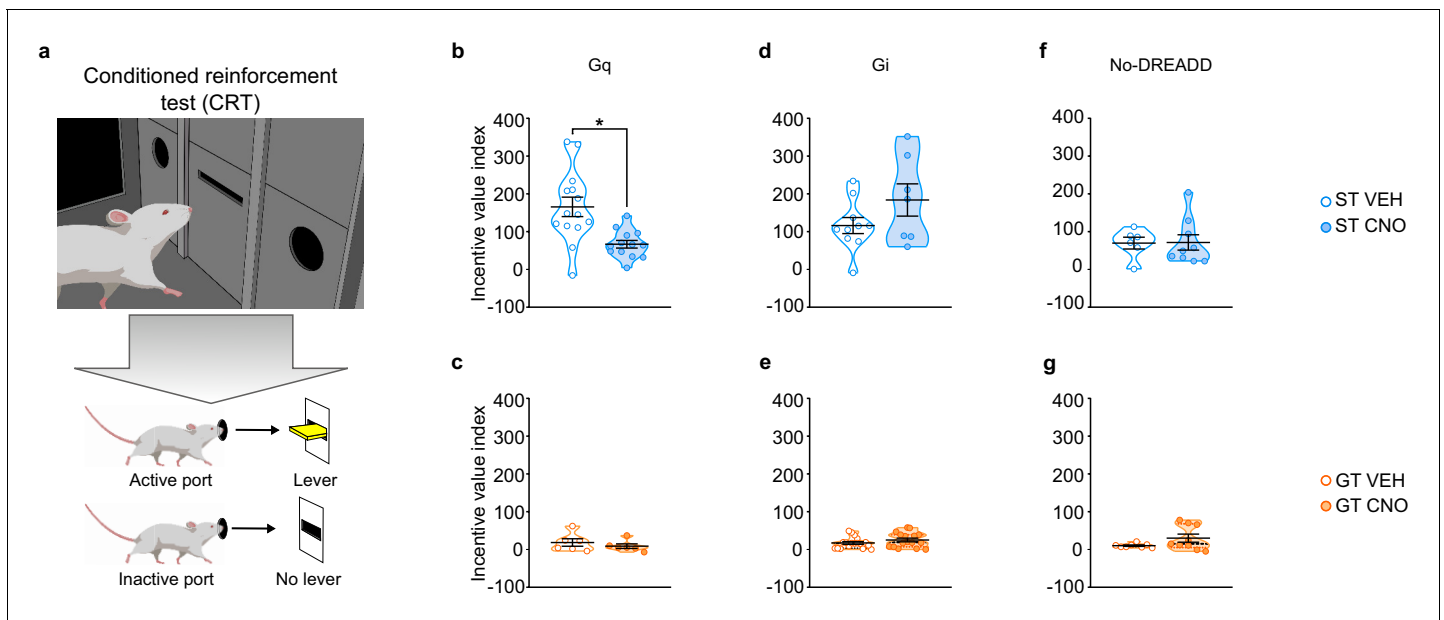 a
Conditioned reinforcement
test (CRT)
Active port
Lever
Inactive port
No lever
b
Gq
Incentive value index
400
300
200
100
0
-100
*
d
Gi
400
300
200
100
0
-100
f
No-DREADD
400
300
200
100
0
-100
ST VEH
ST CNO
c
Incentive value index
400
300
200
100
0
-100
e
400
300
200
100
0
-100
g
400
300
200
100
0
-100
GT VEH
GT CNO